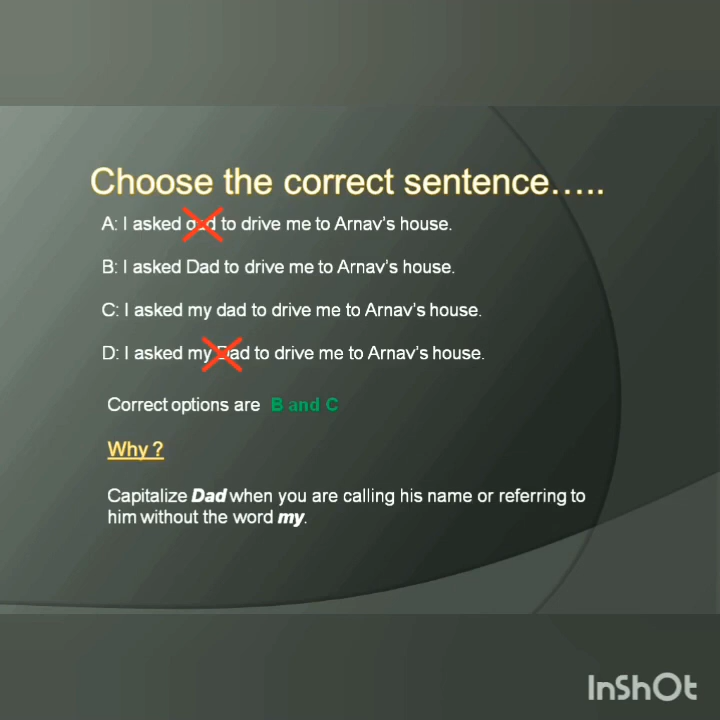 Choose the correct sentence.....
A: I asked dad to drive me to Arnav's house.
B: I asked Dad to drive me to Arnav's house.
C: I asked my dad to drive me to Arnav's house.
D: I asked my Dad to drive me to Arnav's house.
Correct options are B and C
Why ?
Capitalize Dad when you are calling his name or referring to
him without the word my.
InShOt